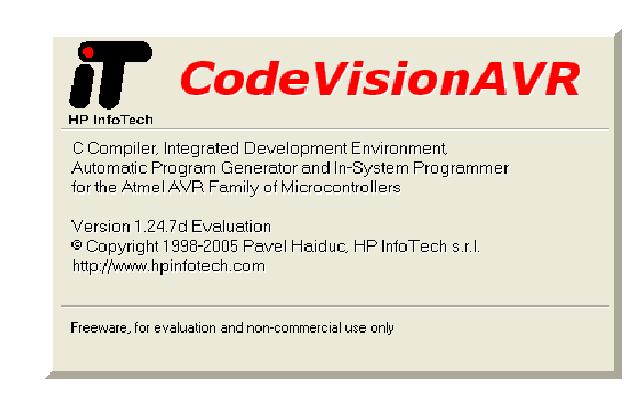 iT
CodeVisionAVR
HP InfoTech
C Compiler, Integrated Development Environment,
Automatic Program Generator and In-System Programmer
for the Atmel AVR Family of Microcontrollers
Version 1.24.7d Evaluation
© Copyright 1998-2005 Pavel Haiduc, HP InfoTech s.r.l.
http://www.hpinfotech.com
Freeware, for evaluation and non-commercial use only